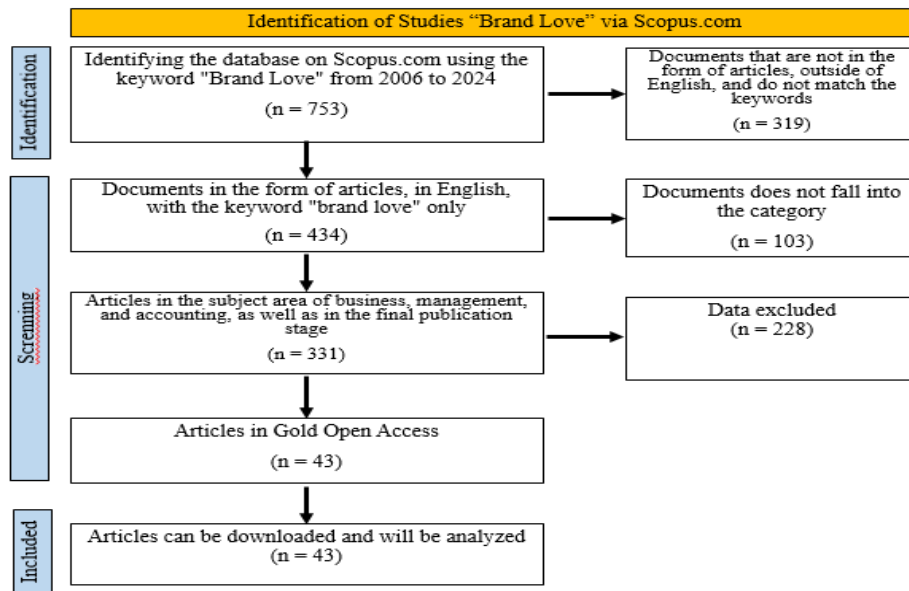 Identification of Studies “Brand Love” via Scopus.com
Identification
Identifying the database on Scopus.com using the
keyword "Brand Love" from 2006 to 2024
(n = 753)
Documents that are not in the
form of articles, outside of
English, and do not match the
keywords
(n = 319)
Screnning
Documents in the form of articles, in English,
with the keyword "brand love" only
(n = 434)
Documents does not fall into
the category
(n = 103)
Articles in the subject area of business, management,
and accounting, as well as in the final publication
stage
(n = 331)
Data excluded
(n = 228)
Articles in Gold Open Access
(n = 43)
Included
Articles can be downloaded and will be analyzed
(n = 43)